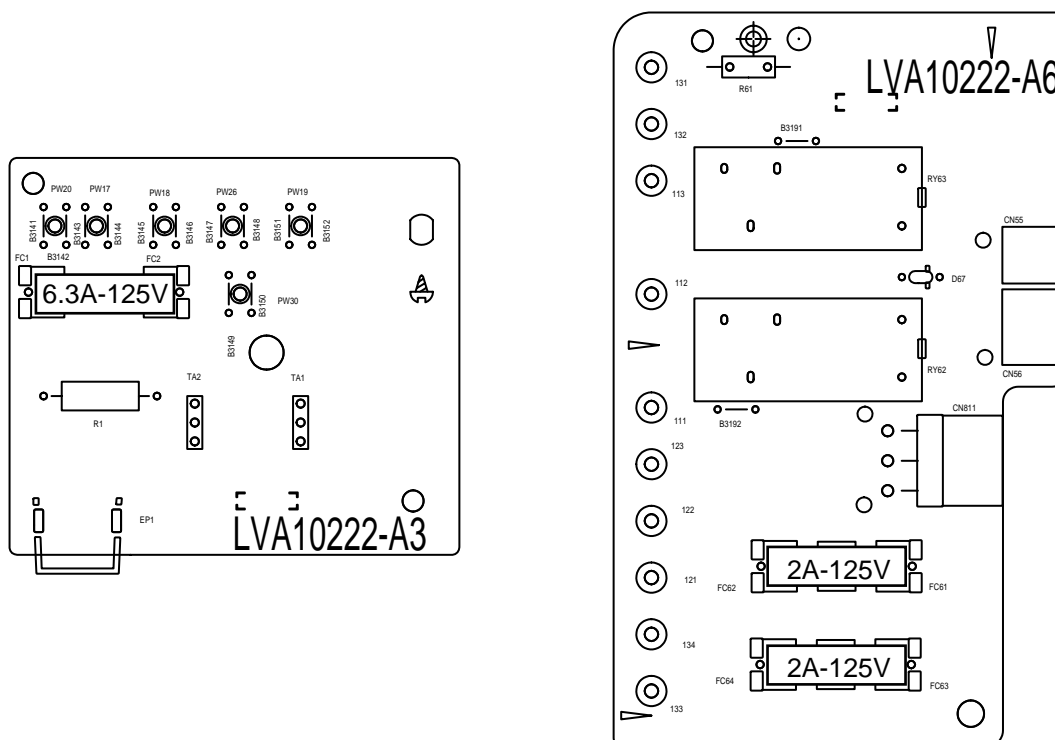 PW20 PW17 PW18 PW26 PW19
B3141 B3143 B3144 B3145 B3146 B3147 B3148 B3151 B3152
FC1 B3142 FC2
6.3A-125V
B3150 PW30
B3149
TA2 TA1
R1
EP1
LVA10222-A3
131
R61
LVA10222-A6
132
B3191
113
RY63
CN55
112
D67
RY62
CN56
111
B3192
CN811
123
122
2A-125V
121
FC62 FC61
134
2A-125V
FC64 FC63
133